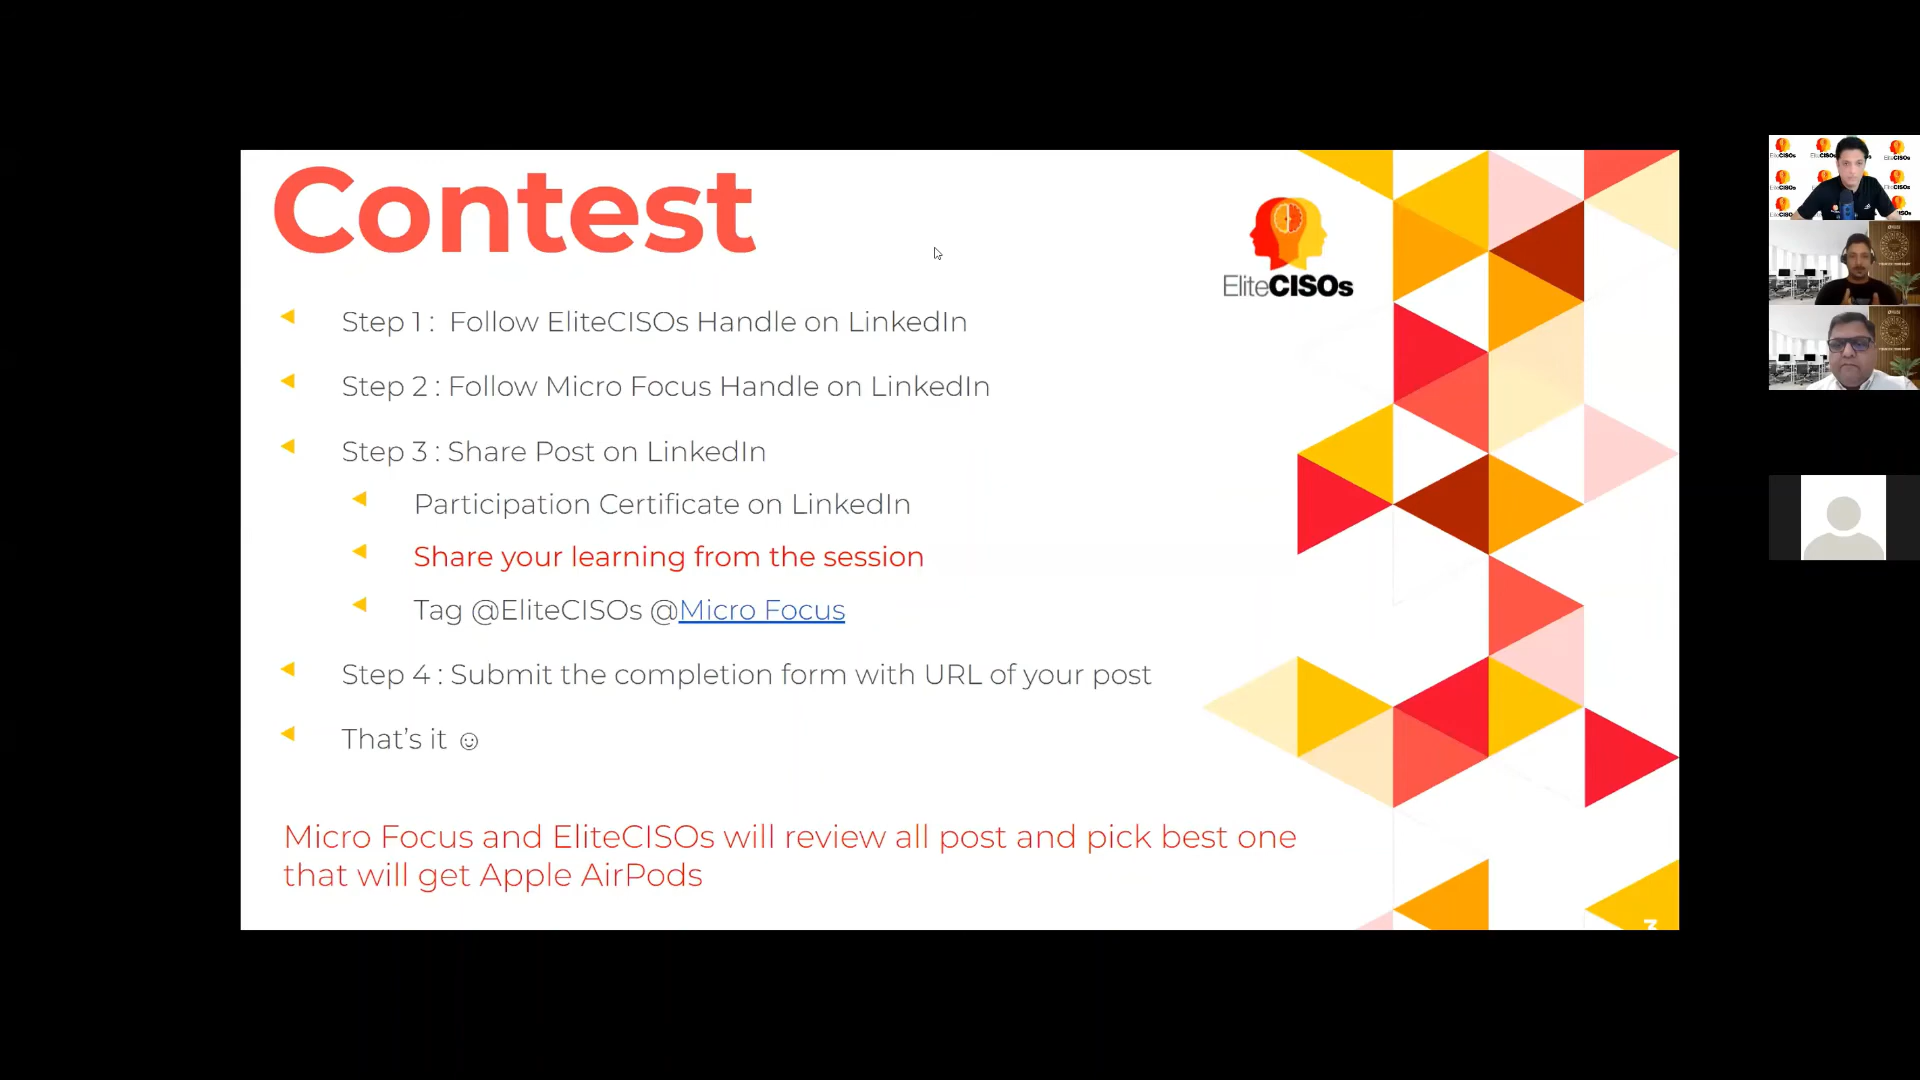 Contest
EliteCISOs
Step 1 : Follow EliteCISOs Handle on LinkedIn
Step 2 : Follow Micro Focus Handle on LinkedIn
Step 3 : Share Post on LinkedIn
Participation Certificate on LinkedIn
Share your learning from the session
Tag @EliteCISOs @Micro Focus
Step 4 : Submit the completion form with URL of your post
That's it ☺
Micro Focus and EliteCISOs will review all post and pick best one
that will get Apple AirPods
3